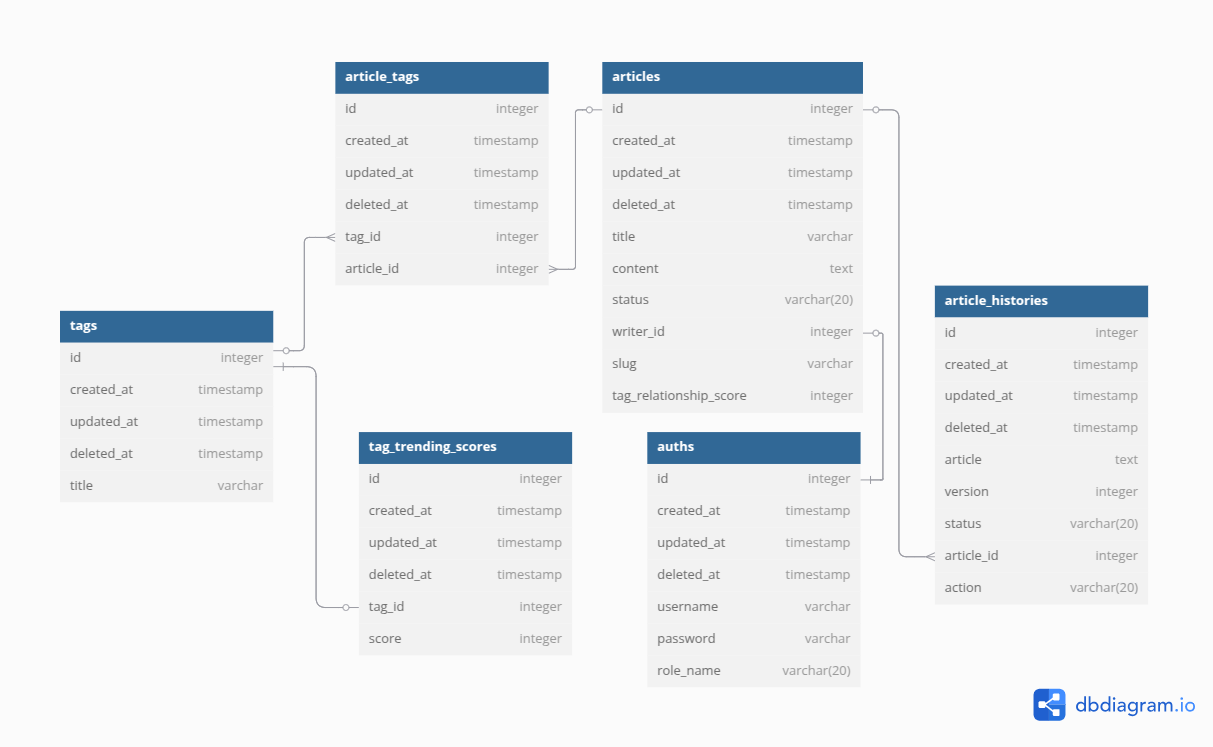 article_tags
id integer
created_at timestamp
updated_at timestamp
deleted_at timestamp
tag_id integer
article_id integer
articles
id integer
created_at timestamp
updated_at timestamp
deleted_at timestamp
title varchar
content text
status varchar(20)
writer_id integer
slug varchar
tag_relationship_score integer
article_histories
id integer
created_at timestamp
updated_at timestamp
deleted_at timestamp
article text
version integer
status varchar(20)
article_id integer
action varchar(20)
tags
id integer
created_at timestamp
updated_at timestamp
deleted_at timestamp
title varchar
tag_trending_scores
id integer
created_at timestamp
updated_at timestamp
deleted_at timestamp
tag_id integer
score integer
auths
id integer
created_at timestamp
updated_at timestamp
deleted_at timestamp
username varchar
password varchar
role_name varchar(20)
dbdiagram.io